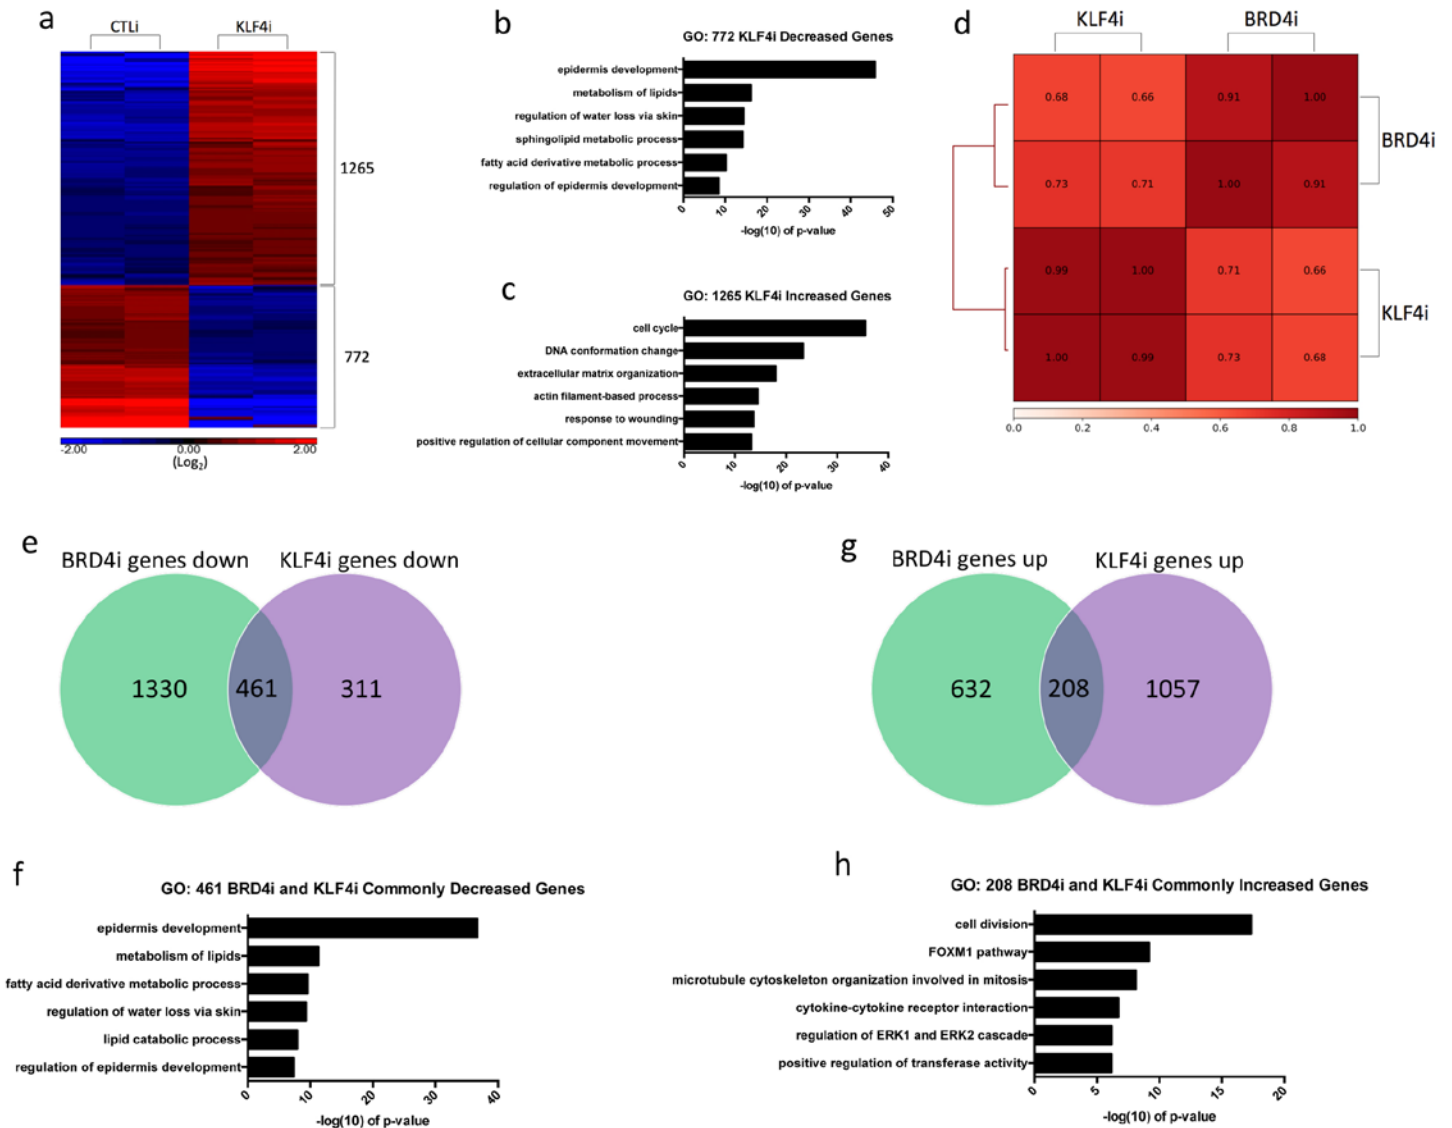 a
CTLi KLF4i
1265
772
-2.00 0.00 2.00
(Log2)
b
GO: 772 KLF4i Decreased Genes
epidermis development
metabolism of lipids
regulation of water loss via skin
sphingolipid metabolic process
fatty acid derivative metabolic process
regulation of epidermis development
0 10 20 30 40 50
-log(10) of p-value
c
GO: 1265 KLF4i Increased Genes
cell cycle
DNA conformation change
extracellular matrix organization
actin filament-based process
response to wounding
positive regulation of cellular component movement
0 10 20 30 40
-log(10) of p-value
d
KLF4i BRD4i
0.68 0.66 0.91 1.00
0.73 0.71 1.00 0.91
BRD4i
0.99 1.00 0.71 0.66
1.00 0.99 0.73 0.68
KLF4i
0.0 0.2 0.4 0.6 0.8 1.0
e
BRD4i genes down KLF4i genes down
1330 461 311
g
BRD4i genes up KLF4i genes up
632 208 1057
f
GO: 461 BRD4i and KLF4i Commonly Decreased Genes
epidermis development
metabolism of lipids
fatty acid derivative metabolic process
regulation of water loss via skin
lipid catabolic process
regulation of epidermis development
0 10 20 30 40
-log(10) of p-value
h
GO: 208 BRD4i and KLF4i Commonly Increased Genes
cell division
FOXM1 pathway
microtubule cytoskeleton organization involved in mitosis
cytokine-cytokine receptor interaction
regulation of ERK1 and ERK2 cascade
positive regulation of transferase activity
0 5 10 15 20
-log(10) of p-value